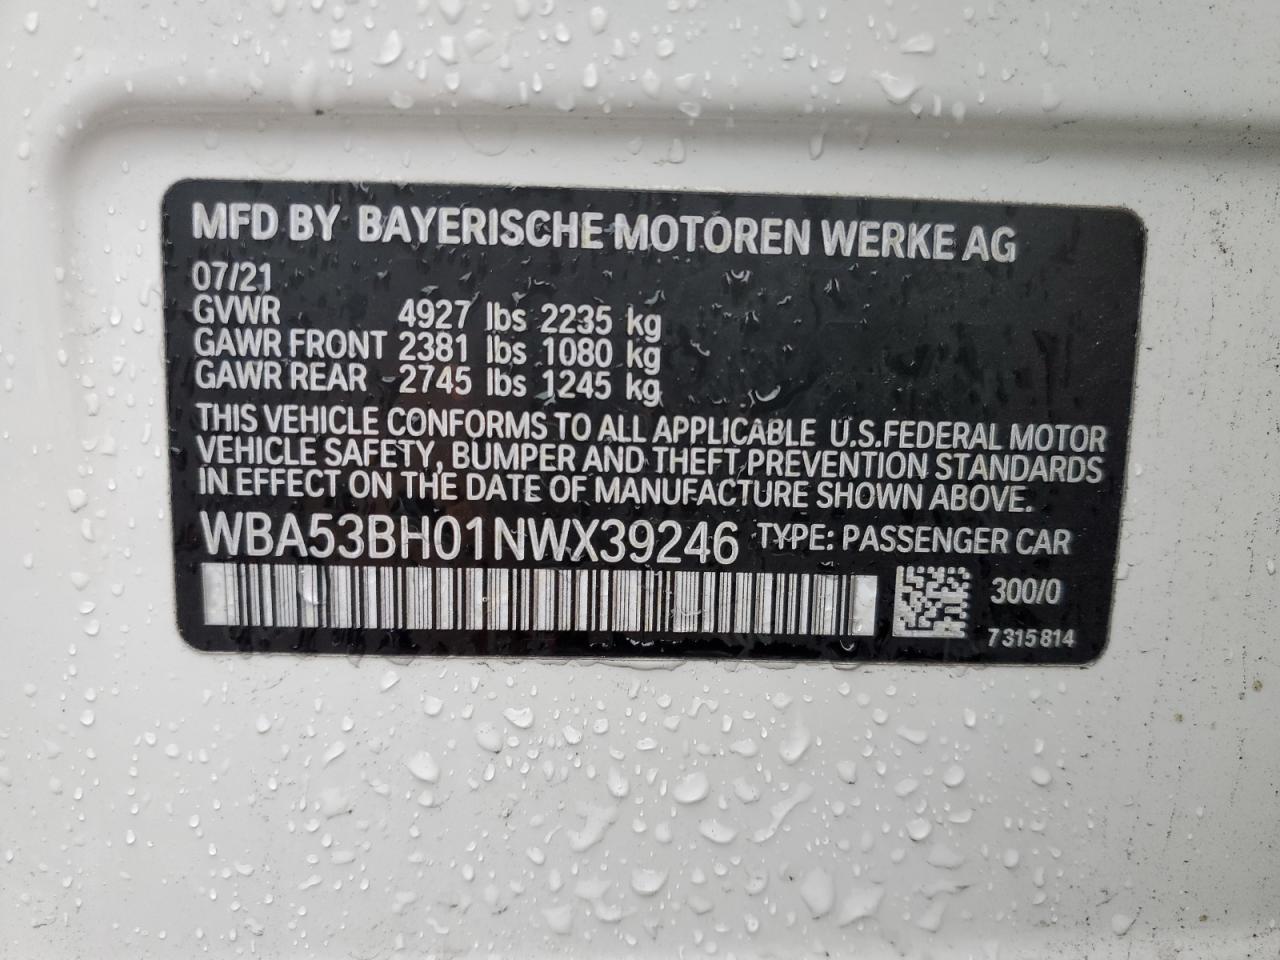 MFD BY BAYERISCHE MOTOREN WERKE AG
07/21
GVWR 4927 lbs 2235 kg
GAWR FRONT 2381 lbs 1080 kg
GAWR REAR 2745 lbs 1245 kg
THIS VEHICLE CONFORMS TO ALL APPLICABLE U.S.FEDERAL MOTOR
VEHICLE SAFETY, BUMPER AND THEFT PREVENTION STANDARDS
IN EFFECT ON THE DATE OF MANUFACTURE SHOWN ABOVE.
WBA53BH01NWX39246 TYPE: PASSENGER CAR
300/0
7 315 814